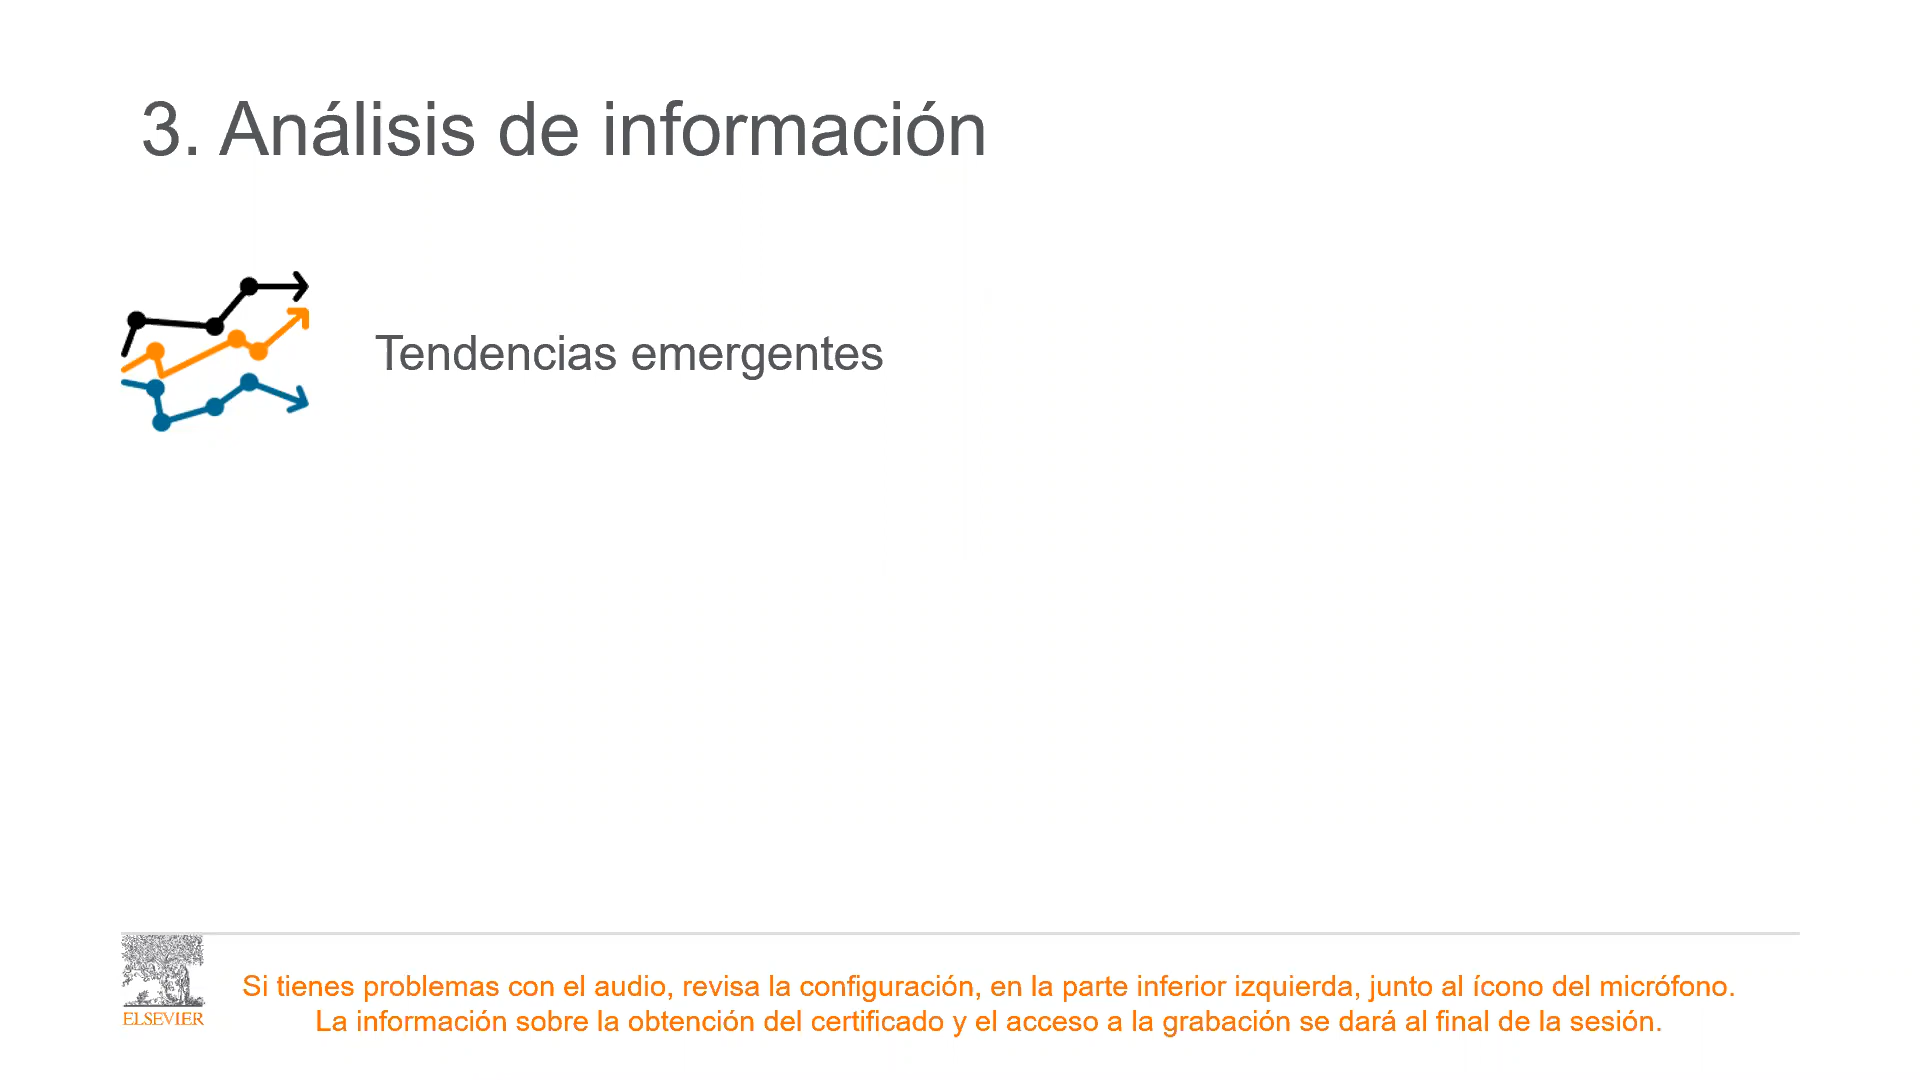 3. Análisis de información
Tendencias emergentes
Si tienes problemas con el audio, revisa la configuración, en la parte inferior izquierda, junto al ícono del micrófono.
La información sobre la obtención del certificado y el acceso a la grabación se dará al final de la sesión.
ELSEVIER